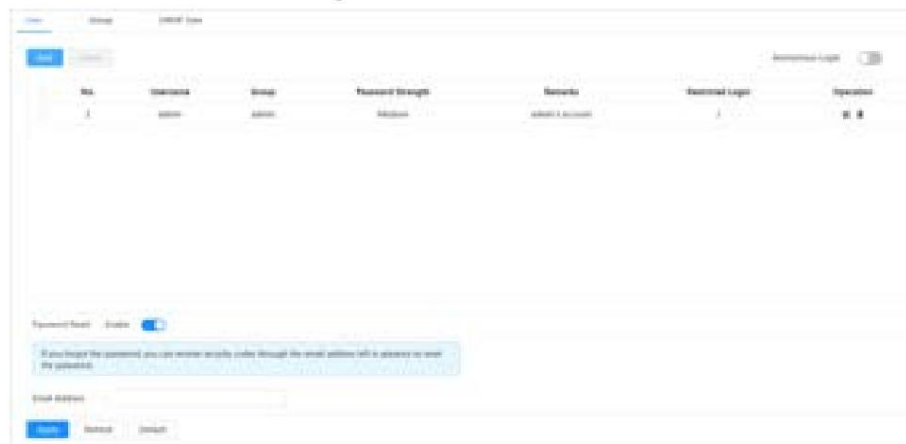 User Group ONVIF User
Add Delete
Anonymous Login
No. Username Group Password Strength Remarks Restricted Login Operation
1 admin admin Medium admin's account /
Password Reset Enable
If you forgot the password, you can receive security codes through the email address left in advance to reset
the password.
Email Address
Apply Refresh Default